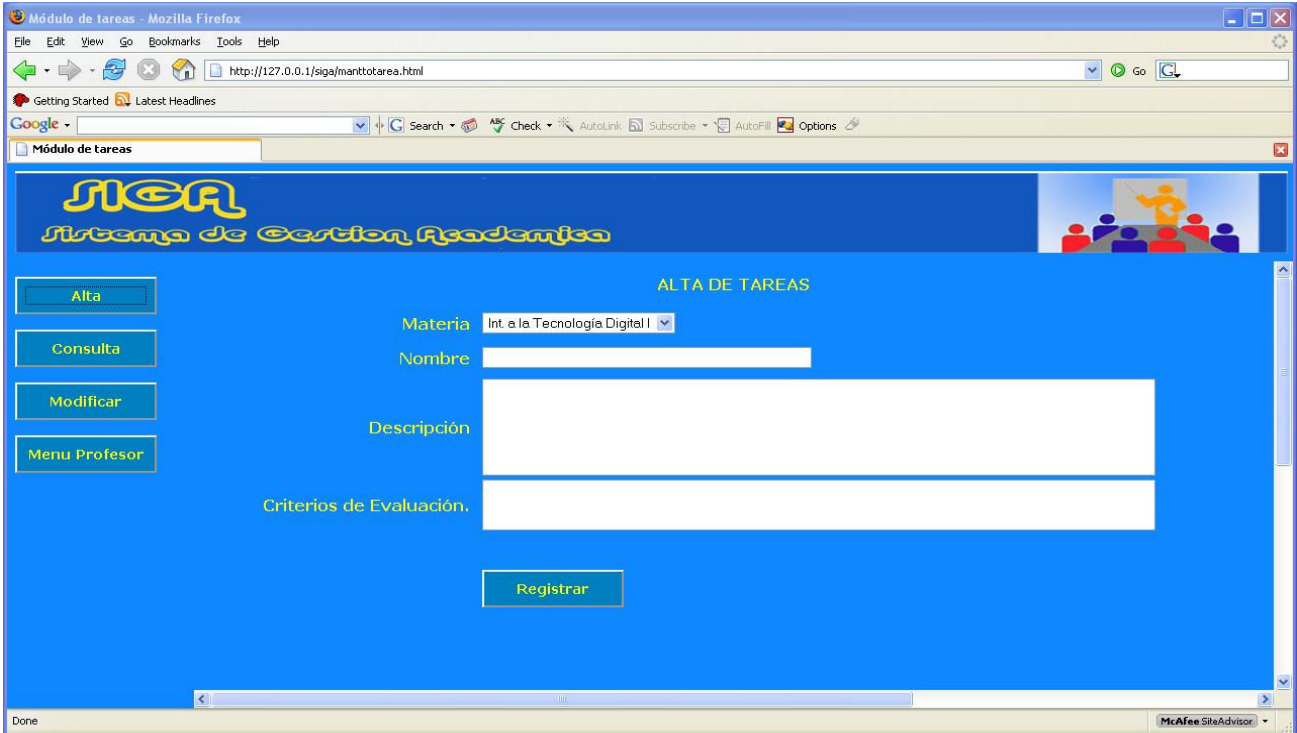 Módulo de tareas - Mozilla Firefox
File Edit View Go Bookmarks Tools Help
http://127.0.0.1/siga/manttotarea.html Go G
Getting Started Latest Headlines
Google Search ABC Check AutoLink Subscribe AutoFill Options
Módulo de tareas
SIGA
Sistema de Gestion Academica
Alta
Consulta
Modificar
Menu Profesor
ALTA DE TAREAS
Materia Int. a la Tecnología Digital I
Nombre
Descripción
Criterios de Evaluación.
Registrar
Done McAfee SiteAdvisor